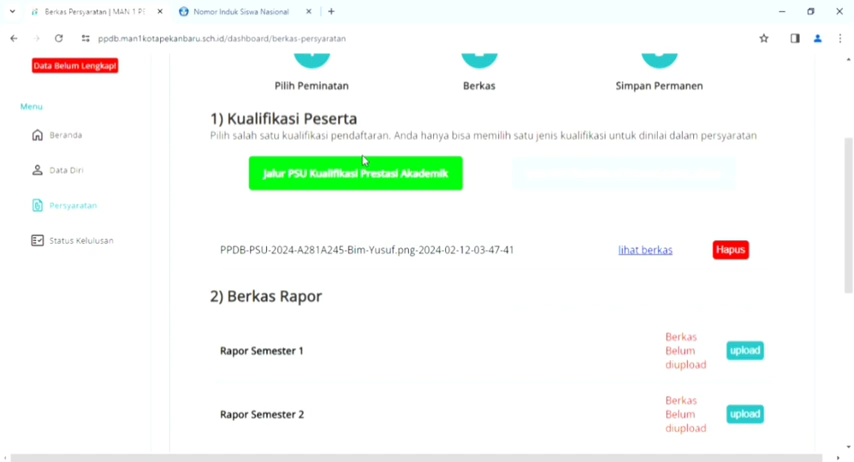 Berkas Persyaratan | MAN 1 P
Nomor Induk Siswa Nasional
ppdb.man1kotapekanbaru.sch.id/dashboard/berkas-persyaratan
Data Belum Lengkap!
Menu
Beranda
Data Diri
Persyaratan
Status Kelulusan
Pilih Peminatan
Berkas
Simpan Permanen
1) Kualifikasi Peserta
Pilih salah satu kualifikasi pendaftaran. Anda hanya bisa memilih satu jenis kualifikasi untuk dinilai dalam persyaratan
Jalur PSU Kualifikasi Prestasi Akademik
PPDB-PSU-2024-A281A245-Bim-Yusuf.png-2024-02-12-03-47-41
lihat berkas
Hapus
2) Berkas Rapor
Rapor Semester 1
Berkas
Belum
diupload
upload
Rapor Semester 2
Berkas
Belum
diupload
upload